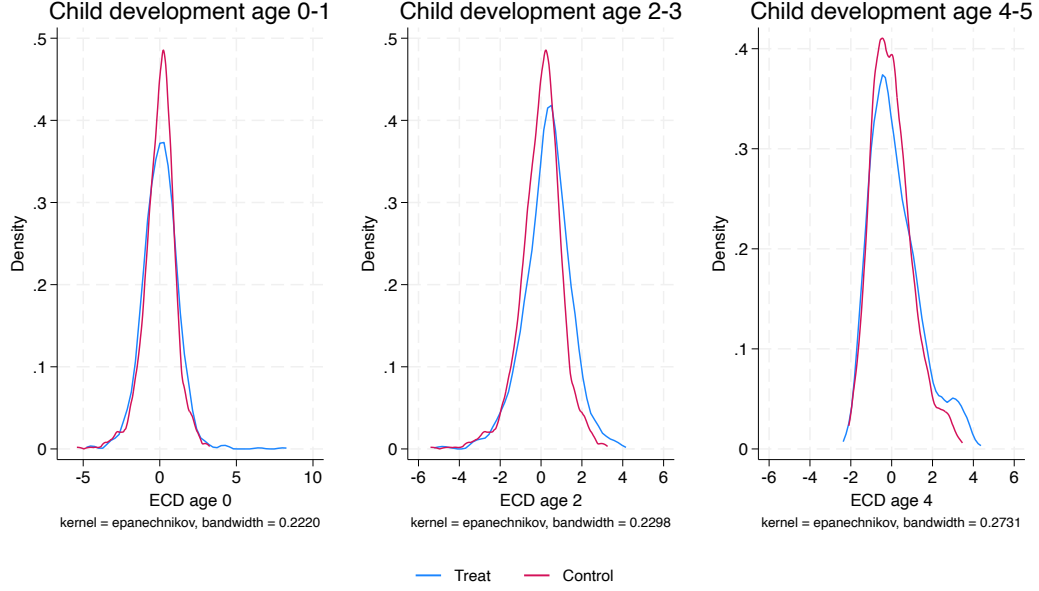 Child development age 0-1
.5
.4
.3
.2
.1
0
Density
-5
0
5
10
ECD age 0
kernel = epanechnikov, bandwidth = 0.2220
Child development age 2-3
.5
.4
.3
.2
.1
0
Density
-6
-4
-2
0
2
4
6
ECD age 2
kernel = epanechnikov, bandwidth = 0.2298
Child development age 4-5
.4
.3
.2
.1
0
Density
-6
-4
-2
0
2
4
6
ECD age 4
kernel = epanechnikov, bandwidth = 0.2731
Treat
Control